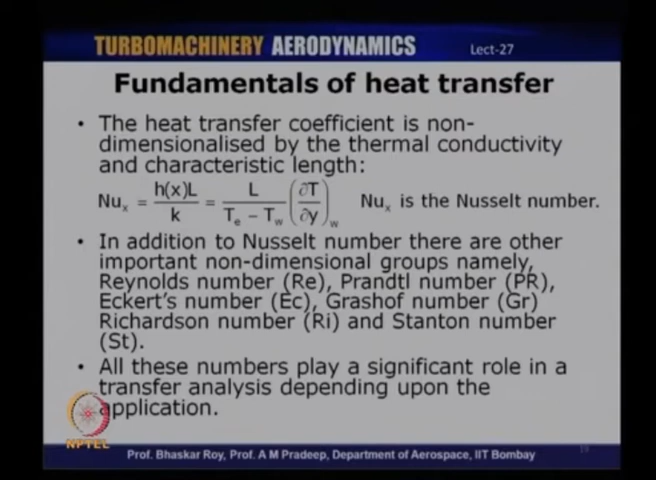 TURBOMACHINERY AERODYNAMICS Lect-27
Fundamentals of heat transfer
• The heat transfer coefficient is non-
dimensionalised by the thermal conductivity
and characteristic length:
Nuₓ = h(x)L / k = L / (Tₑ − T_w) (∂T / ∂y)_w Nuₓ is the Nusselt number.
• In addition to Nusselt number there are other
important non-dimensional groups namely,
Reynolds number (Re), Prandtl number (PR),
Eckert's number (Ec), Grashof number (Gr)
Richardson number (Ri) and Stanton number
(St).
• All these numbers play a significant role in a
transfer analysis depending upon the
application.
NPTEL
Prof. Bhaskar Roy, Prof. A M Pradeep, Department of Aerospace, IIT Bombay